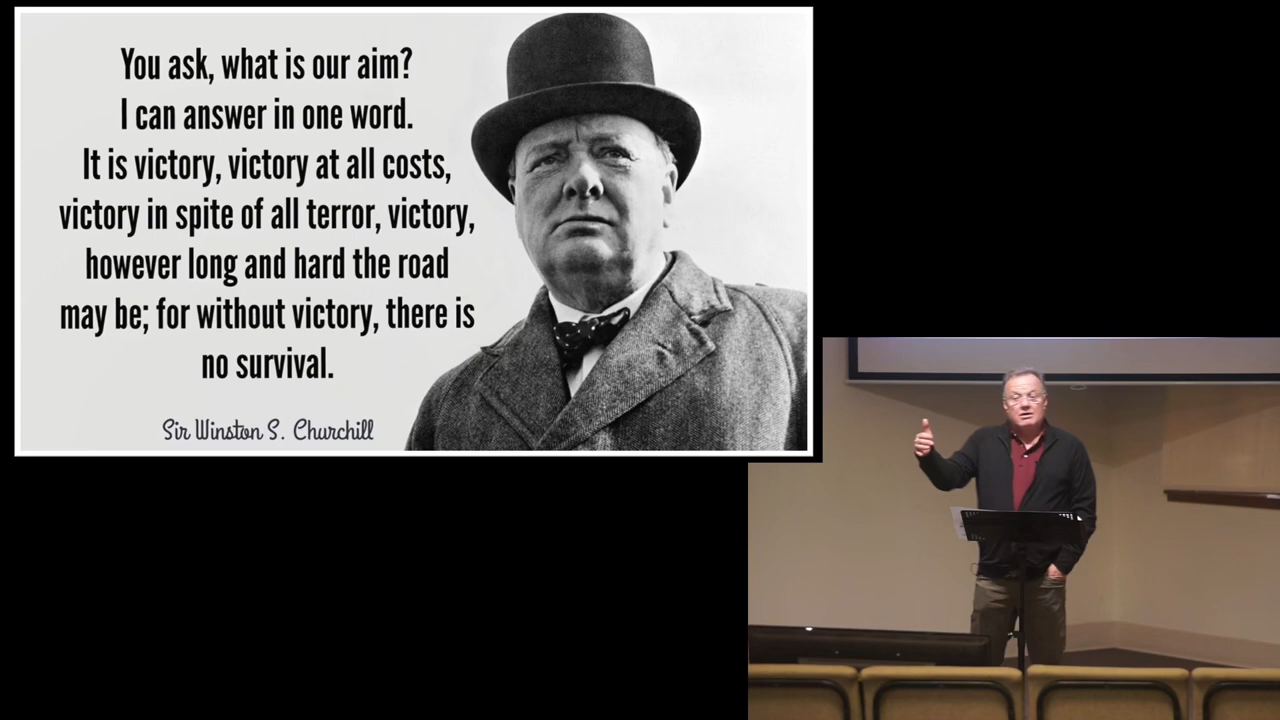 You ask, what is our aim?
I can answer in one word.
It is victory, victory at all costs,
victory in spite of all terror, victory,
however long and hard the road
may be; for without victory, there is
no survival.
Sir Winston S. Churchill